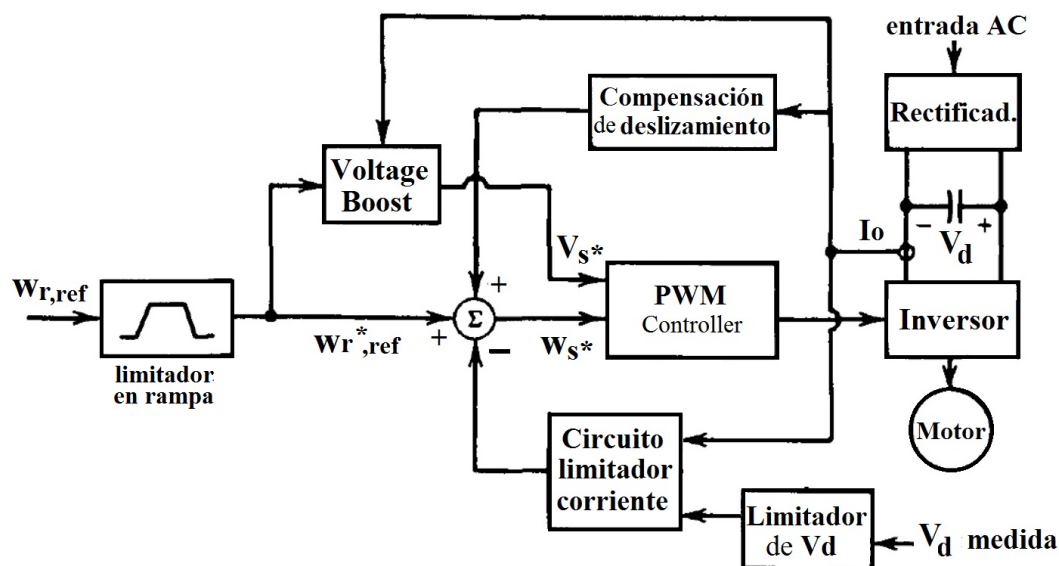 entrada AC
Rectificad.
Compensación
de deslizamiento
Voltage
Boost
− +
Vd
Io
Vs*
+
PWM
Controller
Inversor
wr,ref
Σ
wr*,ref
+
−
ws*
limitador
en rampa
Motor
Circuito
limitador
corriente
Limitador
de Vd
Vd medida